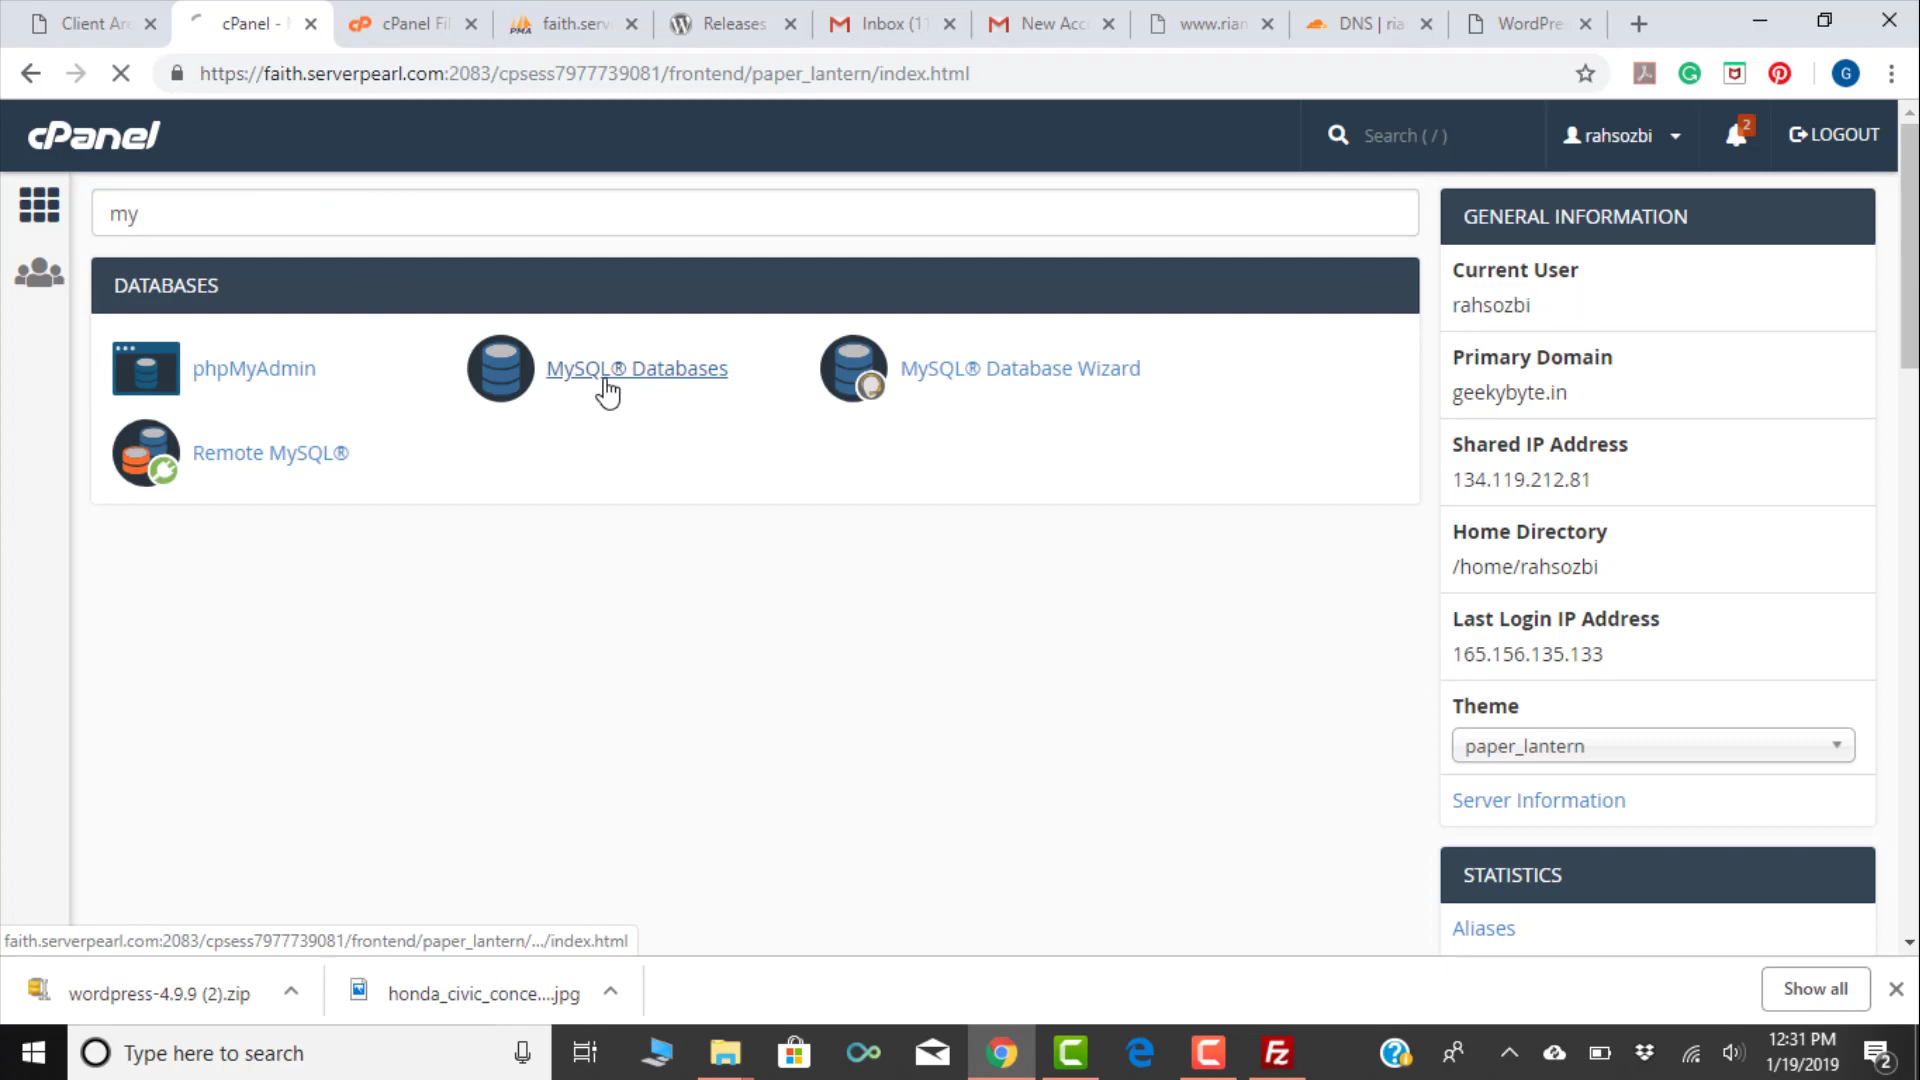 Client Are
cPanel - M
cPanel Fil
faith.serv
Releases
Inbox (11
New Acc
www.rian
DNS | ria
WordPre
https://faith.serverpearl.com:2083/cpsess7977739081/frontend/paper_lantern/index.html
G
cPanel
Search ( / )
rahsozbi
2
LOGOUT
my
DATABASES
phpMyAdmin
MySQL® Databases
MySQL® Database Wizard
Remote MySQL®
GENERAL INFORMATION
Current User
rahsozbi
Primary Domain
geekybyte.in
Shared IP Address
134.119.212.81
Home Directory
/home/rahsozbi
Last Login IP Address
165.156.135.133
Theme
paper_lantern
Server Information
STATISTICS
Aliases
faith.serverpearl.com:2083/cpsess7977739081/frontend/paper_lantern/.../index.html
wordpress-4.9.9 (2).zip
honda_civic_conce....jpg
Show all
Type here to search
12:31 PM
1/19/2019
2